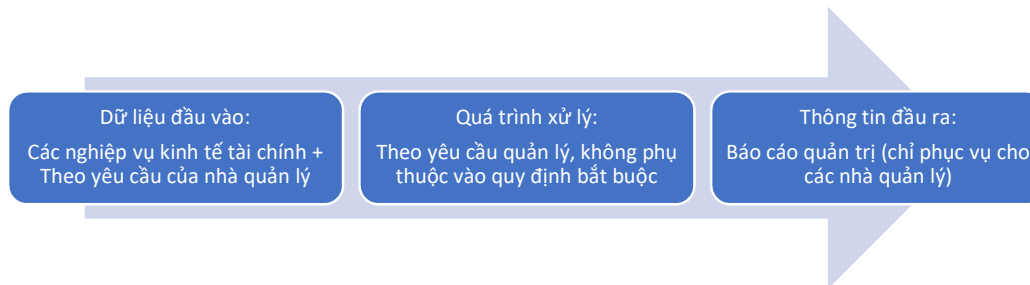 Dữ liệu đầu vào:
Các nghiệp vụ kinh tế tài chính +
Theo yêu cầu của nhà quản lý
Quá trình xử lý:
Theo yêu cầu quản lý, không phụ
thuộc vào quy định bắt buộc
Thông tin đầu ra:
Báo cáo quản trị (chỉ phục vụ cho
các nhà quản lý)